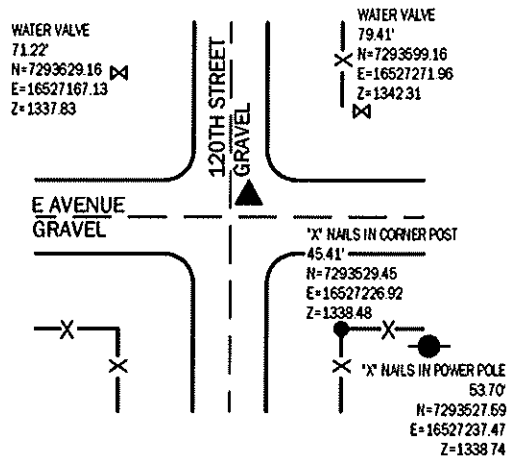 WATER VALVE
71.22'
N=7293629.16
E=16527167.13
Z=1337.83
WATER VALVE
79.41'
N=7293599.16
E=16527271.96
Z=1342.31
120TH STREET
GRAVEL
E AVENUE
GRAVEL
"X" NAILS IN CORNER POST
45.41'
N=7293529.45
E=16527226.92
Z=1338.48
"X" NAILS IN POWER POLE
53.70'
N=7293527.59
E=16527237.47
Z=1338.74